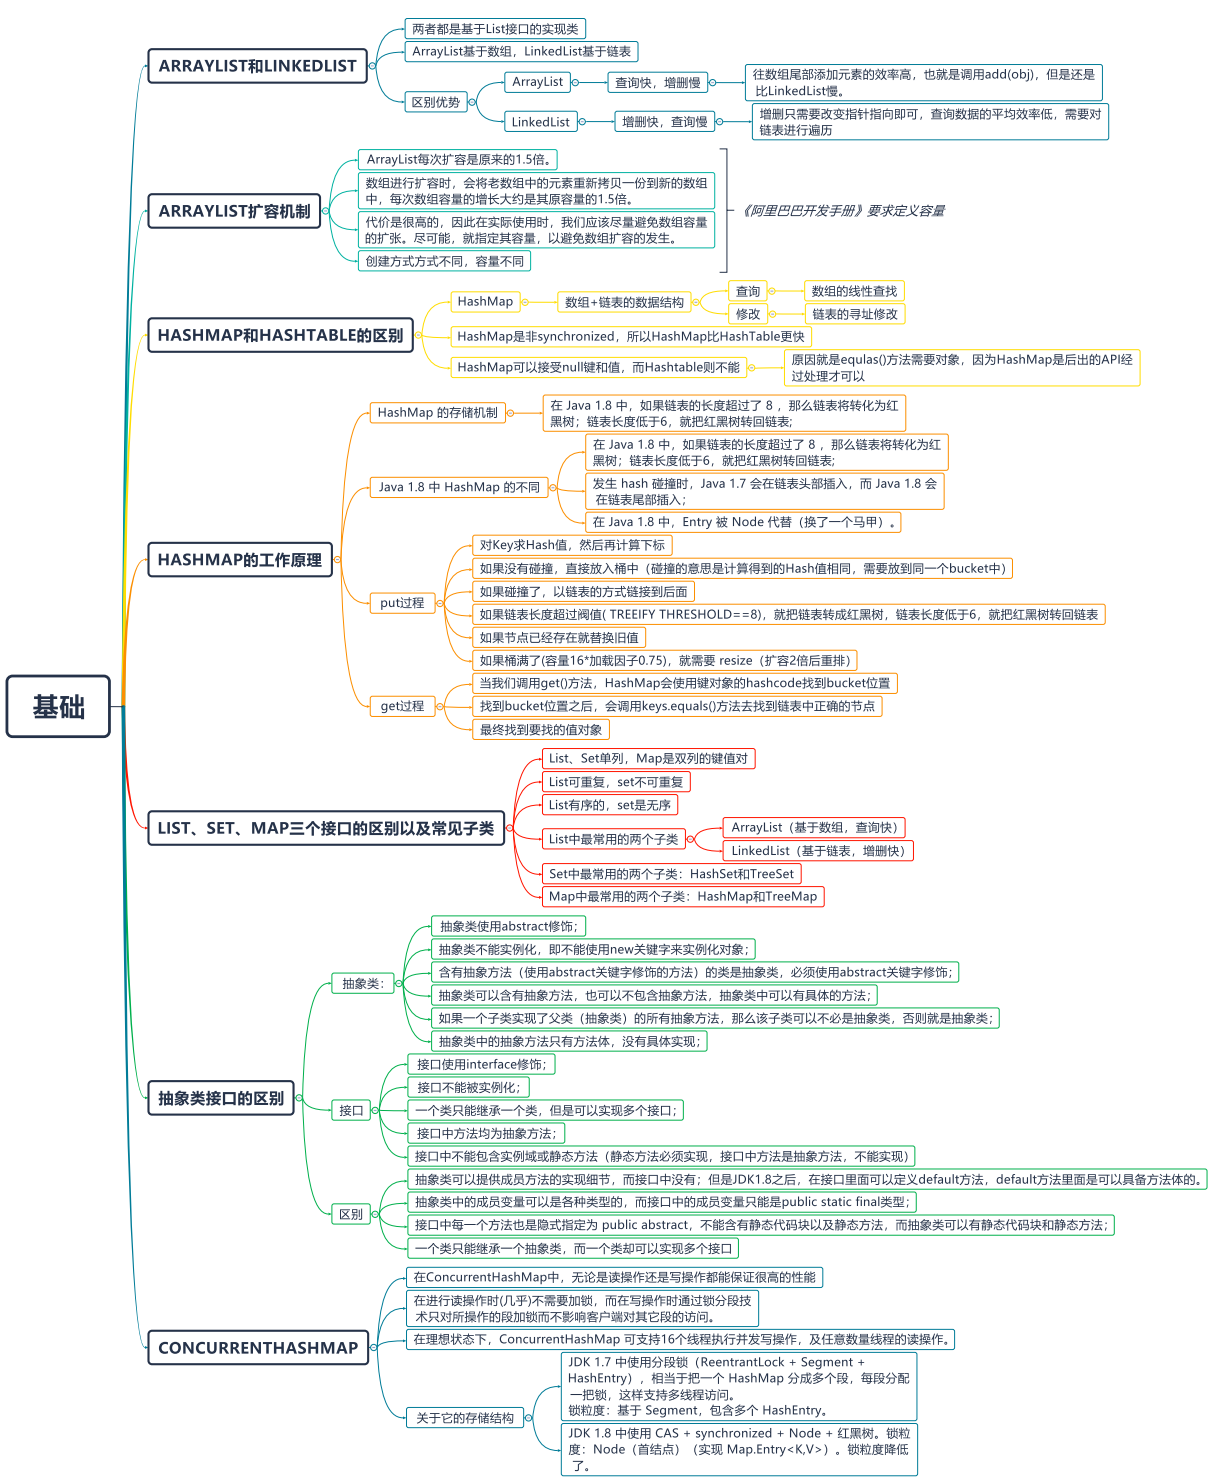 基础
ARRAYLIST和LINKEDLIST
两者都是基于List接口的实现类
ArrayList基于数组，LinkedList基于链表
区别优势
ArrayList
查询快，增删慢
往数组尾部添加元素的效率高，也就是调用add(obj)，但是还是
比LinkedList慢。
LinkedList
增删快，查询慢
增删只需要改变指针指向即可，查询数据的平均效率低，需要对
链表进行遍历
ARRAYLIST扩容机制
ArrayList每次扩容是原来的1.5倍。
数组进行扩容时，会将老数组中的元素重新拷贝一份到新的数组
中，每次数组容量的增长大约是其原容量的1.5倍。
代价是很高的，因此在实际使用时，我们应该尽量避免数组容量
的扩张。尽可能，就指定其容量，以避免数组扩容的发生。
创建方式方式不同，容量不同
《阿里巴巴开发手册》要求定义容量
HASHMAP和HASHTABLE的区别
HashMap
数组+链表的数据结构
查询
数组的线性查找
修改
链表的寻址修改
HashMap是非synchronized，所以HashMap比HashTable更快
HashMap可以接受null键和值，而Hashtable则不能
原因就是equlas()方法需要对象，因为HashMap是后出的API经
过处理才可以
HASHMAP的工作原理
HashMap 的存储机制
在 Java 1.8 中，如果链表的长度超过了 8 ，那么链表将转化为红
黑树；链表长度低于6，就把红黑树转回链表;
Java 1.8 中 HashMap 的不同
在 Java 1.8 中，如果链表的长度超过了 8 ，那么链表将转化为红
黑树；链表长度低于6，就把红黑树转回链表;
发生 hash 碰撞时，Java 1.7 会在链表头部插入，而 Java 1.8 会
在链表尾部插入；
在 Java 1.8 中，Entry 被 Node 代替（换了一个马甲）。
put过程
对Key求Hash值，然后再计算下标
如果没有碰撞，直接放入桶中（碰撞的意思是计算得到的Hash值相同，需要放到同一个bucket中）
如果碰撞了，以链表的方式链接到后面
如果链表长度超过阀值( TREEIFY THRESHOLD==8)，就把链表转成红黑树，链表长度低于6，就把红黑树转回链表
如果节点已经存在就替换旧值
如果桶满了(容量16*加载因子0.75)，就需要 resize（扩容2倍后重排）
get过程
当我们调用get()方法，HashMap会使用键对象的hashcode找到bucket位置
找到bucket位置之后，会调用keys.equals()方法去找到链表中正确的节点
最终找到要找的值对象
LIST、SET、MAP三个接口的区别以及常见子类
List、Set单列，Map是双列的键值对
List可重复，set不可重复
List有序的，set是无序
List中最常用的两个子类
ArrayList（基于数组，查询快）
LinkedList（基于链表，增删快）
Set中最常用的两个子类：HashSet和TreeSet
Map中最常用的两个子类：HashMap和TreeMap
抽象类接口的区别
抽象类：
抽象类使用abstract修饰；
抽象类不能实例化，即不能使用new关键字来实例化对象；
含有抽象方法（使用abstract关键字修饰的方法）的类是抽象类，必须使用abstract关键字修饰；
抽象类可以含有抽象方法，也可以不包含抽象方法，抽象类中可以有具体的方法；
如果一个子类实现了父类（抽象类）的所有抽象方法，那么该子类可以不必是抽象类，否则就是抽象类；
抽象类中的抽象方法只有方法体，没有具体实现；
接口
接口使用interface修饰；
接口不能被实例化；
一个类只能继承一个类，但是可以实现多个接口；
接口中方法均为抽象方法；
接口中不能包含实例域或静态方法（静态方法必须实现，接口中方法是抽象方法，不能实现）
区别
抽象类可以提供成员方法的实现细节，而接口中没有；但是JDK1.8之后，在接口里面可以定义default方法，default方法里面是可以具备方法体的。
抽象类中的成员变量可以是各种类型的，而接口中的成员变量只能是public static final类型；
接口中每一个方法也是隐式指定为 public abstract，不能含有静态代码块以及静态方法，而抽象类可以有静态代码块和静态方法；
一个类只能继承一个抽象类，而一个类却可以实现多个接口
CONCURRENTHASHMAP
在ConcurrentHashMap中，无论是读操作还是写操作都能保证很高的性能
在进行读操作时(几乎)不需要加锁，而在写操作时通过锁分段技
术只对所操作的段加锁而不影响客户端对其它段的访问。
在理想状态下，ConcurrentHashMap 可支持16个线程执行并发写操作，及任意数量线程的读操作。
关于它的存储结构
JDK 1.7 中使用分段锁（ReentrantLock + Segment +
HashEntry），相当于把一个 HashMap 分成多个段，每段分配
一把锁，这样支持多线程访问。
锁粒度：基于 Segment，包含多个 HashEntry。
JDK 1.8 中使用 CAS + synchronized + Node + 红黑树。锁粒
度：Node（首结点）（实现 Map.Entry<K,V>）。锁粒度降低
了。